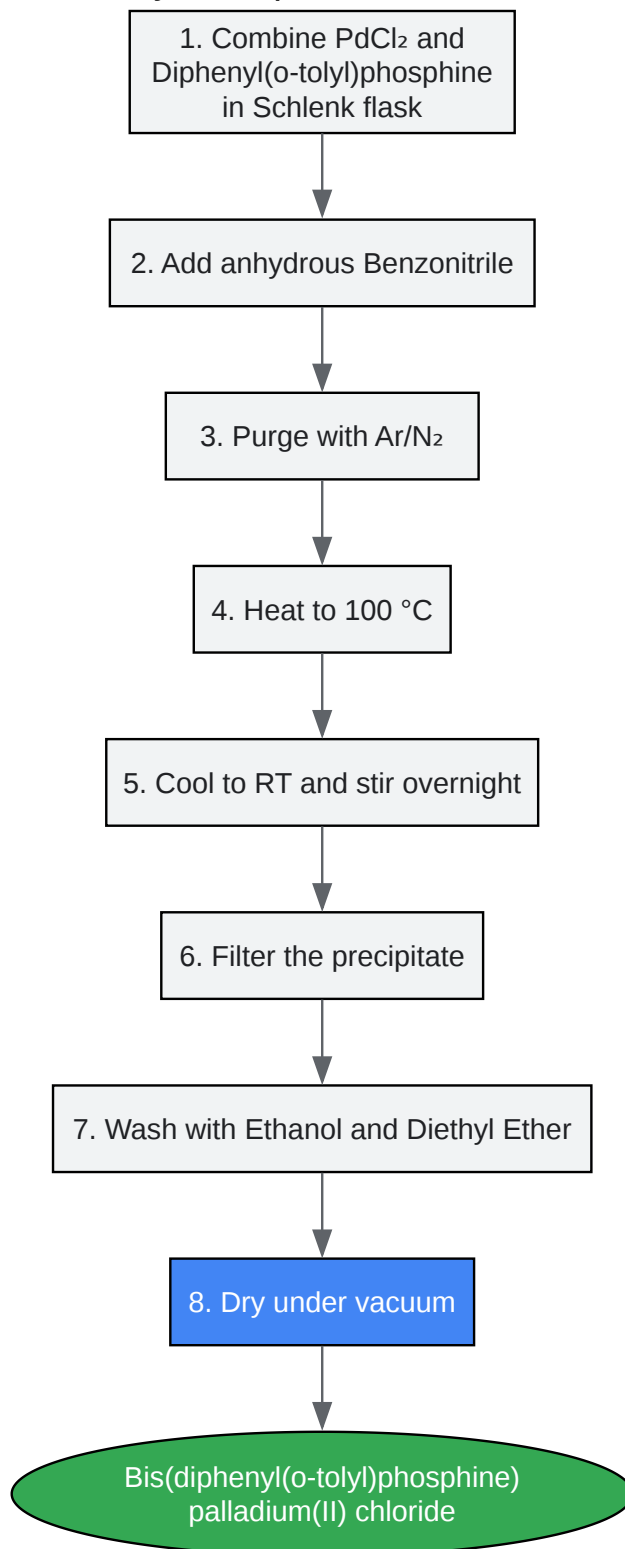 1. Combine PdCl₂ and
Diphenyl(o-tolyl)phosphine
in Schlenk flask
2. Add anhydrous Benzonitrile
3. Purge with Ar/N₂
4. Heat to 100 °C
5. Cool to RT and stir overnight
6. Filter the precipitate
7. Wash with Ethanol and Diethyl Ether
8. Dry under vacuum
Bis(diphenyl(o-tolyl)phosphine)
palladium(II) chloride